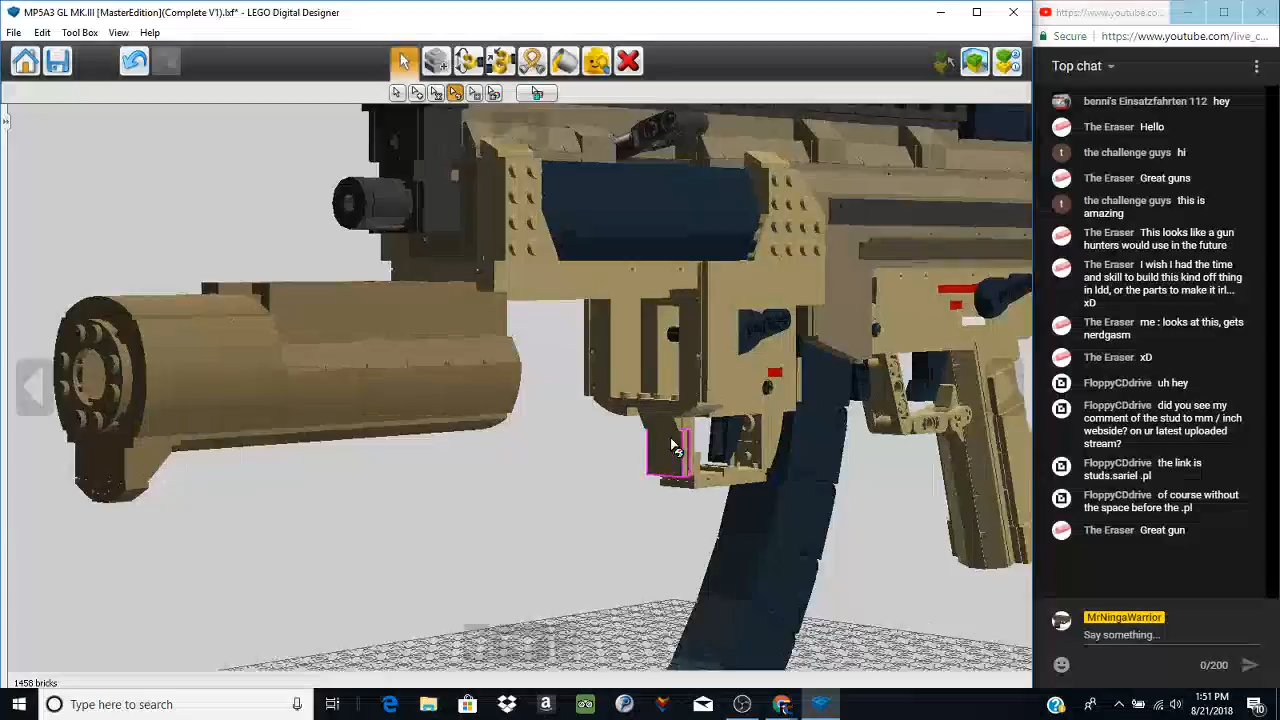 MP5A3 GL MK.III [MasterEdition](Complete V1).lxf* - LEGO Digital Designer
https://www.youtube.co...
File Edit Tool Box View Help
Secure https://www.youtube.com/live_c...
Top chat
benni's Einsatzfahrten 112 hey
The Eraser Hello
the challenge guys hi
The Eraser Great guns
the challenge guys this is
amazing
The Eraser This looks like a gun
hunters would use in the future
The Eraser I wish I had the time
and skill to build this kind off thing
in ldd, or the parts to make it irl...
xD
The Eraser me : looks at this, gets
nerdgasm
The Eraser xD
FloppyCDdrive uh hey
FloppyCDdrive did you see my
comment of the stud to mm / inch
webside? on ur latest uploaded
stream?
FloppyCDdrive the link is
studs.sariel .pl
FloppyCDdrive of course without
the space before the .pl
The Eraser Great gun
MrNingaWarrior
Say something...
0/200
1458 bricks
Type here to search
1:51 PM
8/21/2018
10